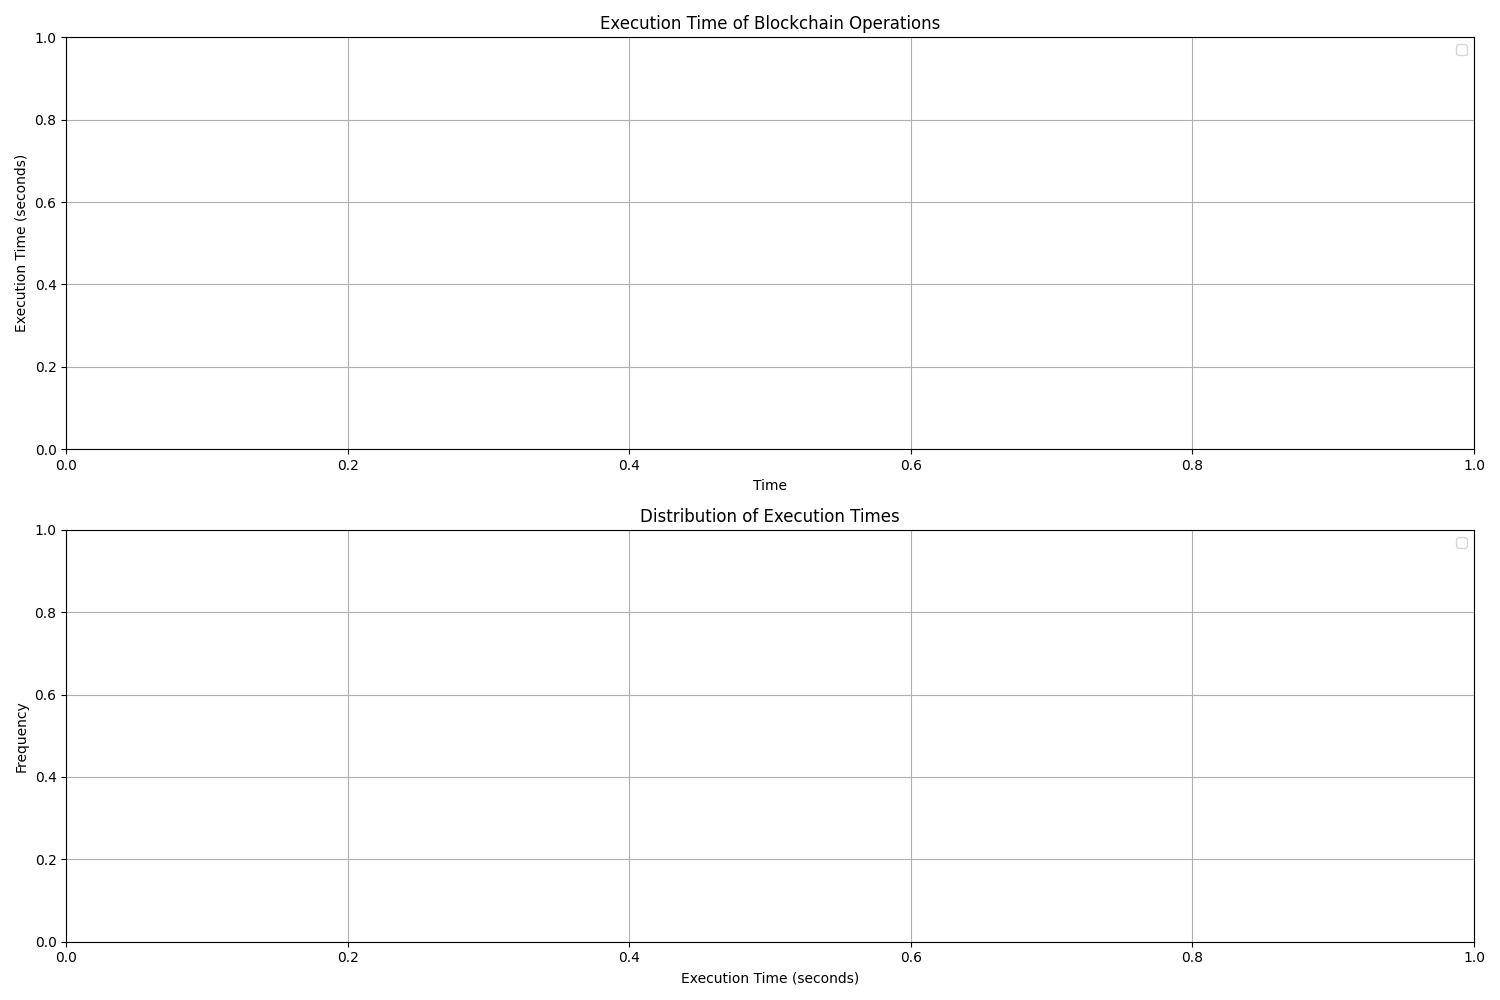 Execution Time of Blockchain Operations
1.0
0.8
0.6
0.4
0.2
0.0
Execution Time (seconds)
0.0 0.2 0.4 0.6 0.8 1.0
Time
Distribution of Execution Times
1.0
0.8
0.6
0.4
0.2
0.0
Frequency
0.0 0.2 0.4 0.6 0.8 1.0
Execution Time (seconds)